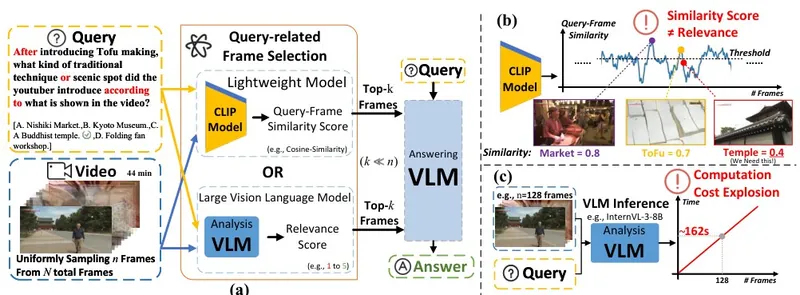 ? Query
After introducing Tofu making,
what kind of traditional
technique or scenic spot did the
youtuber introduce according
to what is shown in the video?
[A. Nishiki Market.,B. Kyoto Museum.,C.
A Buddhist temple. ,D. Folding fan
workshop.]
Video
44 min
Uniformly Sampling n Frames
From N total Frames
Query-related
Frame Selection
Lightweight Model
CLIP
Model
Query-Frame
Similarity Score
(e.g., Cosine-Similarity)
OR
Large Vision Language Model
Analysis
VLM
Relevance
Score
(e.g., 1 to 5)
(a)
Top-k
Frames
(k ≪ n)
Top-k
Frames
? Query
Answering
VLM
A Answer
(b)
CLIP
Model
Query-Frame
Similarity
! Similarity Score
≠ Relevance
Threshold
......
......
# Frames
Similarity: Market = 0.8
ToFu = 0.7
Temple = 0.4
(We Need this!)
(c)
e.g., n=128 frames
? Query
VLM Inference
e.g., InternVL-3-8B
Analysis
VLM
! Computation
Cost Explosion
Time
~162s
128
# Frames